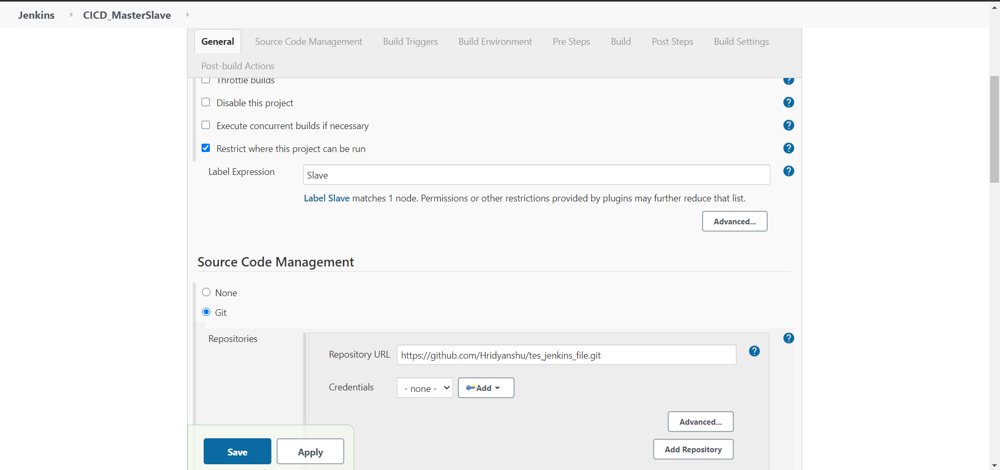 Jenkins CICD_MasterSlave
General Source Code Management Build Triggers Build Environment Pre Steps Build Post Steps Build Settings
Post-build Actions
Throttle builds
Disable this project
Execute concurrent builds if necessary
Restrict where this project can be run
Label Expression Slave
Label Slave matches 1 node. Permissions or other restrictions provided by plugins may further reduce that list.
Advanced...
Source Code Management
None
Git
Repositories
Repository URL https://github.com/Hridyanshu/tes_jenkins_file.git
Credentials - none - Add
Advanced...
Add Repository
Save Apply